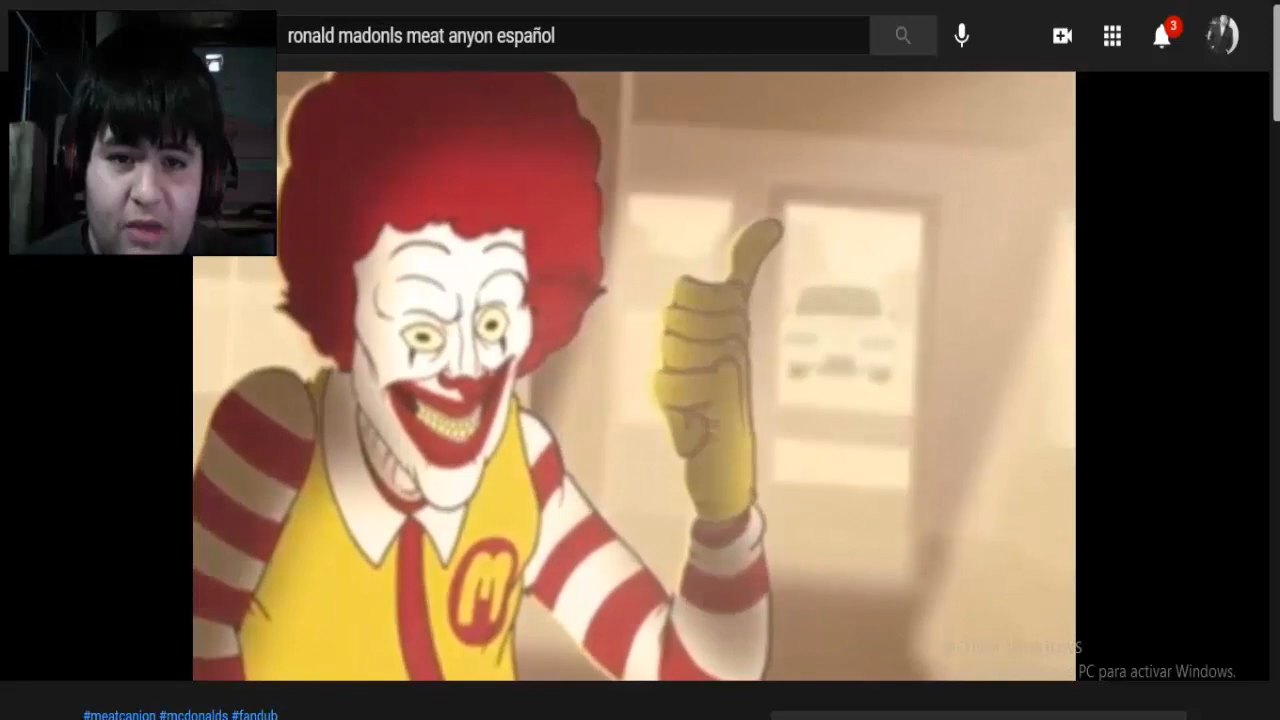 ronald madonls meat anyon español
3
M
PC para activar Windows.
#meatcanion #mcdonalds #fandub